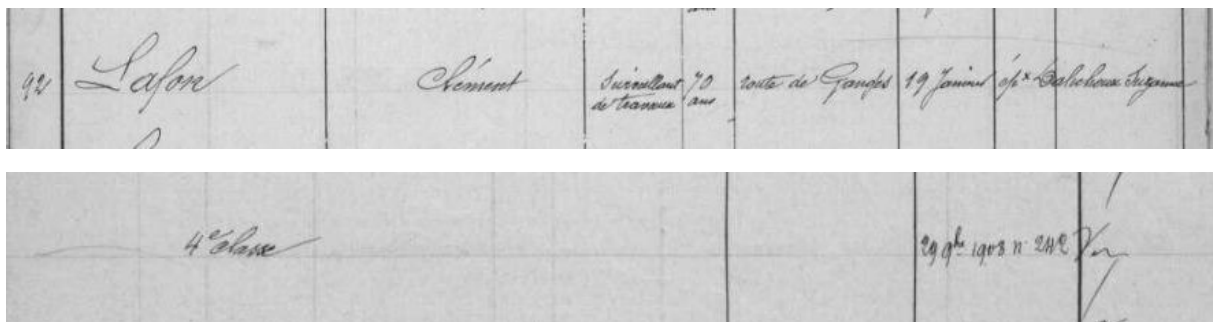 92 Lafon Clément Surveillant 70 route de Ganges 19 Janvier épx Suzanne
de travaux ans
4e classe 29 9bre 1903 n° 242